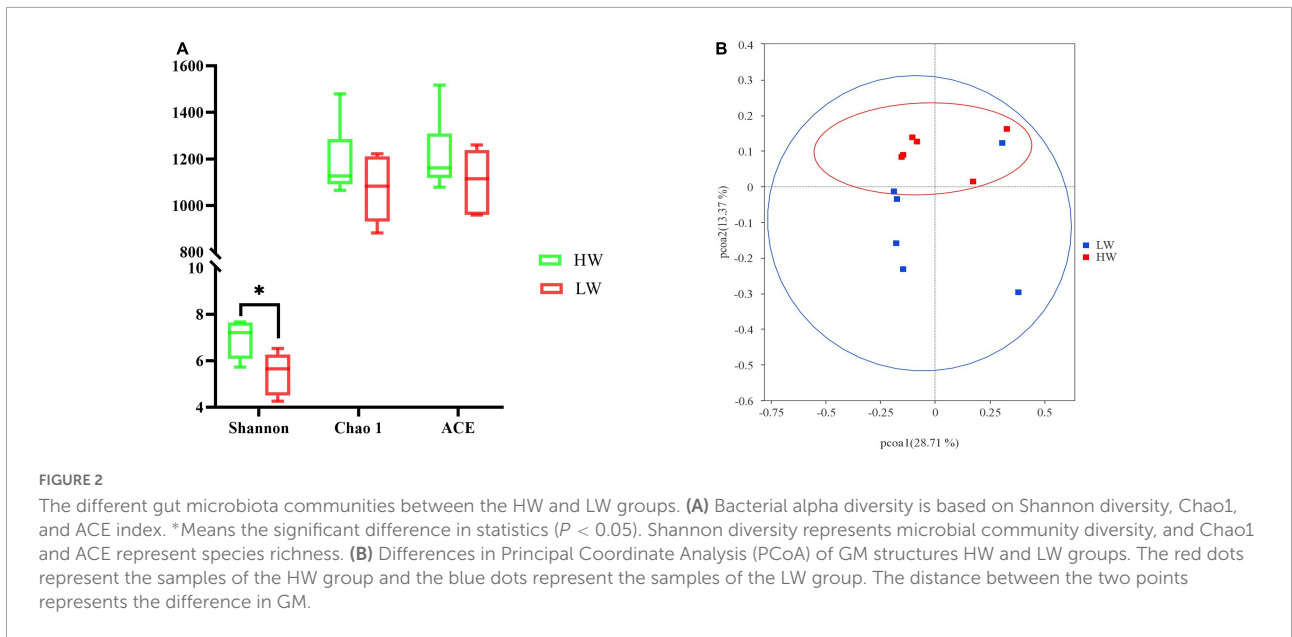 A
1600
1400
1200
1000
800
10
8
6
4
*
Shannon
Chao 1
ACE
HW
LW
B
0.4
0.3
0.2
0.1
0
-0.1
-0.2
-0.3
-0.4
-0.5
-0.6
pcoa2(13.37 %)
-0.75
-0.5
-0.25
0
0.25
0.5
pcoa1(28.71 %)
LW
HW
FIGURE 2
The different gut microbiota communities between the HW and LW groups. (A) Bacterial alpha diversity is based on Shannon diversity, Chao1,
and ACE index. *Means the significant difference in statistics (P < 0.05). Shannon diversity represents microbial community diversity, and Chao1
and ACE represent species richness. (B) Differences in Principal Coordinate Analysis (PCoA) of GM structures HW and LW groups. The red dots
represent the samples of the HW group and the blue dots represent the samples of the LW group. The distance between the two points
represents the difference in GM.